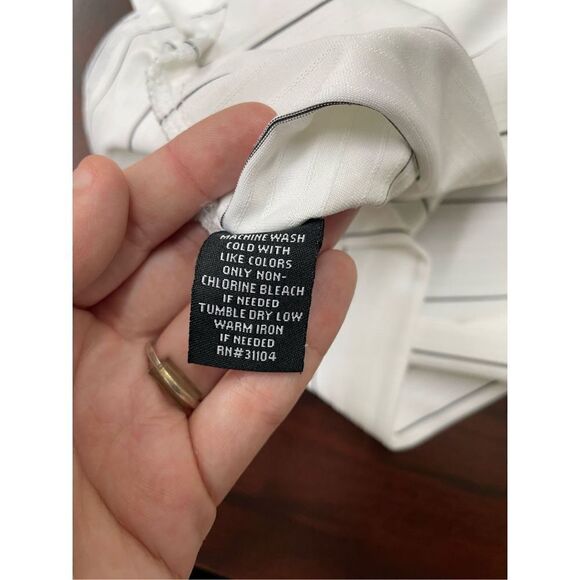 MACHINE WASH
COLD WITH
LIKE COLORS
ONLY NON-
CHLORINE BLEACH
IF NEEDED
TUMBLE DRY LOW
WARM IRON
IF NEEDED
RN#31104